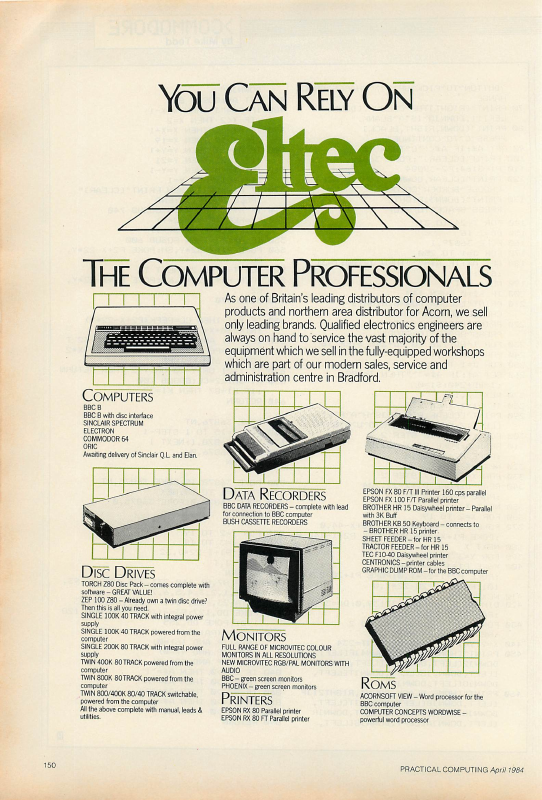 YOU CAN RELY ON
Eltec
THE COMPUTER PROFESSIONALS
As one of Britain's leading distributors of computer
products and northern area distributor for Acorn, we sell
only leading brands. Qualified electronics engineers are
always on hand to service the vast majority of the
equipment which we sell in the fully-equipped workshops
which are part of our modern sales, service and
administration centre in Bradford.
COMPUTERS
BBC B
BBC B with disc interface
SINCLAIR SPECTRUM
ELECTRON
COMMODOR 64
ORIC
Awaiting delivery of Sinclair Q.L. and Elan.
DISC DRIVES
TORCH Z80 Disc Pack – comes complete with
software – GREAT VALUE!
ZEP 100 Z80 – Already own a twin disc drive?
Then this is all you need.
SINGLE 100K 40 TRACK with integral power
supply
SINGLE 100K 40 TRACK powered from the
computer
SINGLE 200K 80 TRACK with integral power
supply
TWIN 400K 80 TRACK powered from the
computer
TWIN 800K 80 TRACK powered from the
computer
TWIN 800/400K 80/40 TRACK switchable,
powered from the computer
All the above complete with manual, leads &
utilities.
DATA RECORDERS
BBC DATA RECORDERS – complete with lead
for connection to BBC computer
BUSH CASSETTE RECORDERS
MONITORS
FULL RANGE OF MICROVITEC COLOUR
MONITORS IN ALL RESOLUTIONS
NEW MICROVITEC RGB/PAL MONITORS WITH
AUDIO
BBC – green screen monitors
PHOENIX – green screen monitors
PRINTERS
EPSON RX 80 Parallel printer
EPSON RX 80 FT Parallel printer
EPSON FX 80 F/T III Printer 160 cps parallel
EPSON FX 100 F/T Parallel printer
BROTHER HR 15 Daisywheel printer – Parallel
with 3K Buff
BROTHER KB 50 Keyboard – connects to
– BROTHER HR 15 printer
SHEET FEEDER – for HR 15
TRACTOR FEEDER – for HR 15
TEC F10-40 Daisywheel printer
CENTRONICS – printer cables
GRAPHIC DUMP ROM – for the BBC computer
ROMS
ACORNSOFT VIEW – Word processor for the
BBC computer
COMPUTER CONCEPTS WORDWISE –
powerful word processor
150
PRACTICAL COMPUTING April 1984